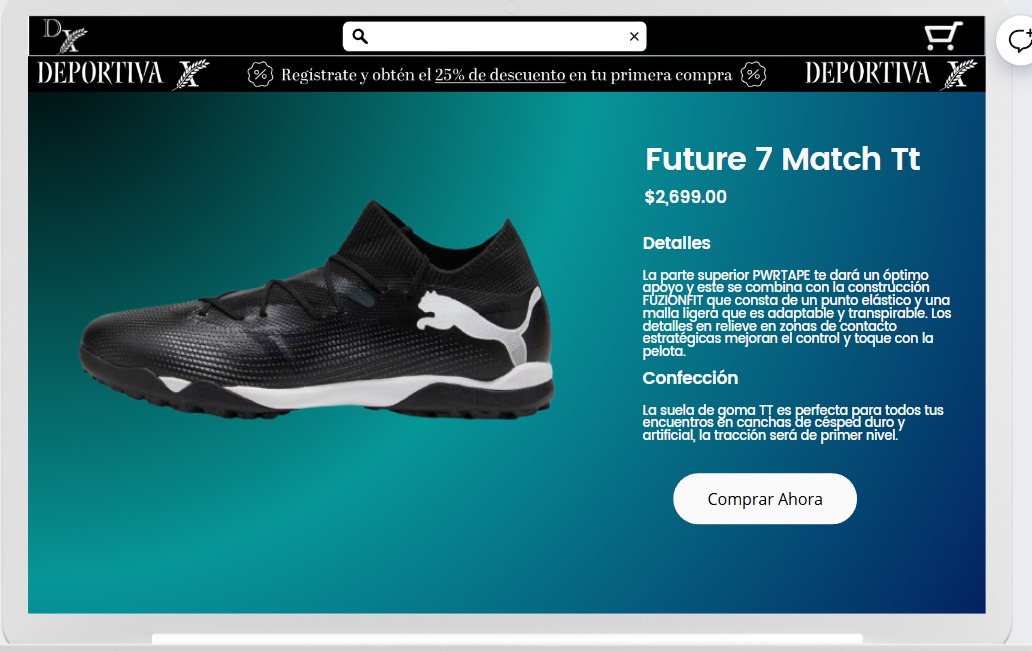 DX
DEPORTIVA X
% Regístrate y obtén el 25% de descuento en tu primera compra %
DEPORTIVA X
Future 7 Match Tt
$2,699.00
Detalles
La parte superior PWRTAPE te dará un óptimo
apoyo y este se combina con la construcción
FUZIONFIT que consta de un punto elástico y una
malla ligera que es adaptable y transpirable. Los
detalles en relieve en zonas de contacto
estratégicas mejoran el control y toque con la
pelota.
Confección
La suela de goma TT es perfecta para todos tus
encuentros en canchas de césped duro y
artificial, la tracción será de primer nivel.
Comprar Ahora